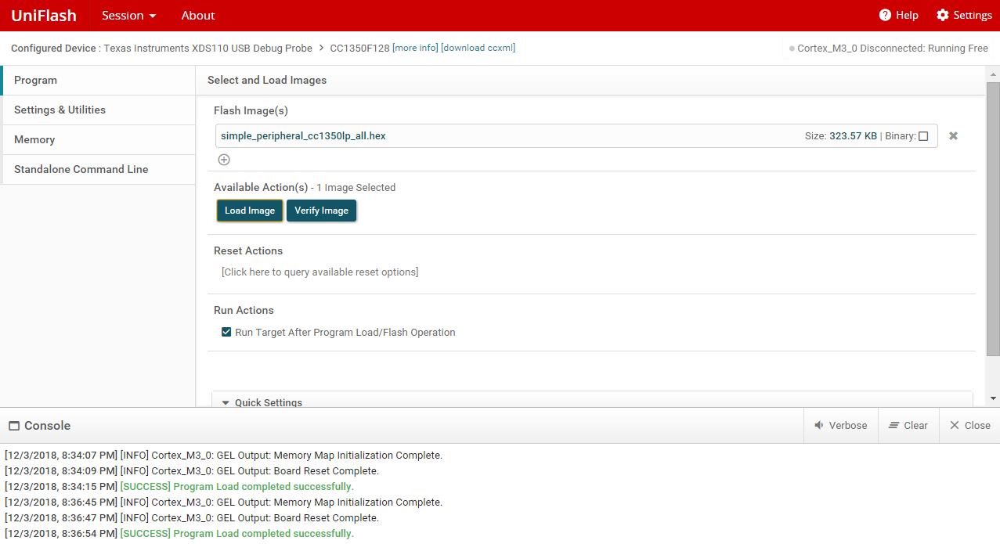 UniFlash Session About Help Settings
Configured Device : Texas Instruments XDS110 USB Debug Probe > CC1350F128 [more info] [download ccxml] Cortex_M3_0 Disconnected: Running Free
Program
Settings & Utilities
Memory
Standalone Command Line
Select and Load Images
Flash Image(s)
simple_peripheral_cc1350lp_all.hex Size: 323.57 KB | Binary:
Available Action(s) - 1 Image Selected
Load Image Verify Image
Reset Actions
[Click here to query available reset options]
Run Actions
Run Target After Program Load/Flash Operation
Quick Settings
Console Verbose Clear Close
[12/3/2018, 8:34:07 PM] [INFO] Cortex_M3_0: GEL Output: Memory Map Initialization Complete.
[12/3/2018, 8:34:09 PM] [INFO] Cortex_M3_0: GEL Output: Board Reset Complete.
[12/3/2018, 8:34:15 PM] [SUCCESS] Program Load completed successfully.
[12/3/2018, 8:36:45 PM] [INFO] Cortex_M3_0: GEL Output: Memory Map Initialization Complete.
[12/3/2018, 8:36:47 PM] [INFO] Cortex_M3_0: GEL Output: Board Reset Complete.
[12/3/2018, 8:36:54 PM] [SUCCESS] Program Load completed successfully.